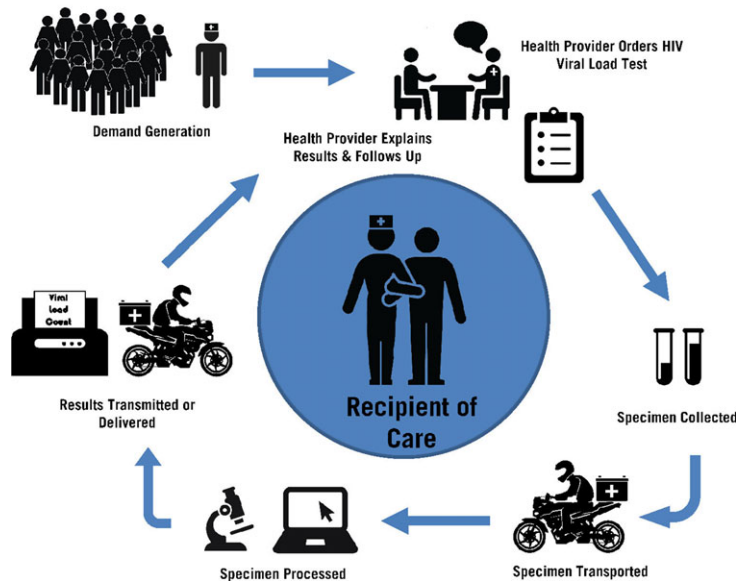 Demand Generation
Health Provider Orders HIV
Viral Load Test
Health Provider Explains
Results & Follows Up
Viral
Load
Count
Results Transmitted or
Delivered
Recipient of
Care
Specimen Collected
Specimen Transported
Specimen Processed